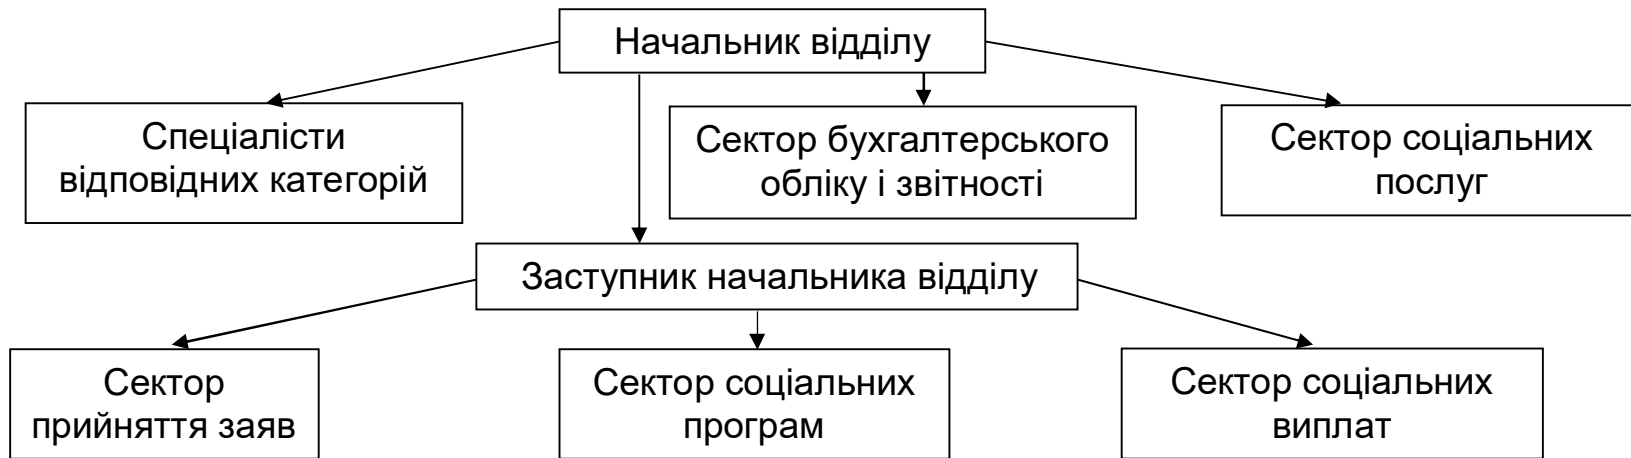 Начальник відділу
Спеціалісти
відповідних категорій
Сектор бухгалтерського
обліку і звітності
Сектор соціальних
послуг
Заступник начальника відділу
Сектор
прийняття заяв
Сектор соціальних
програм
Сектор соціальних
виплат